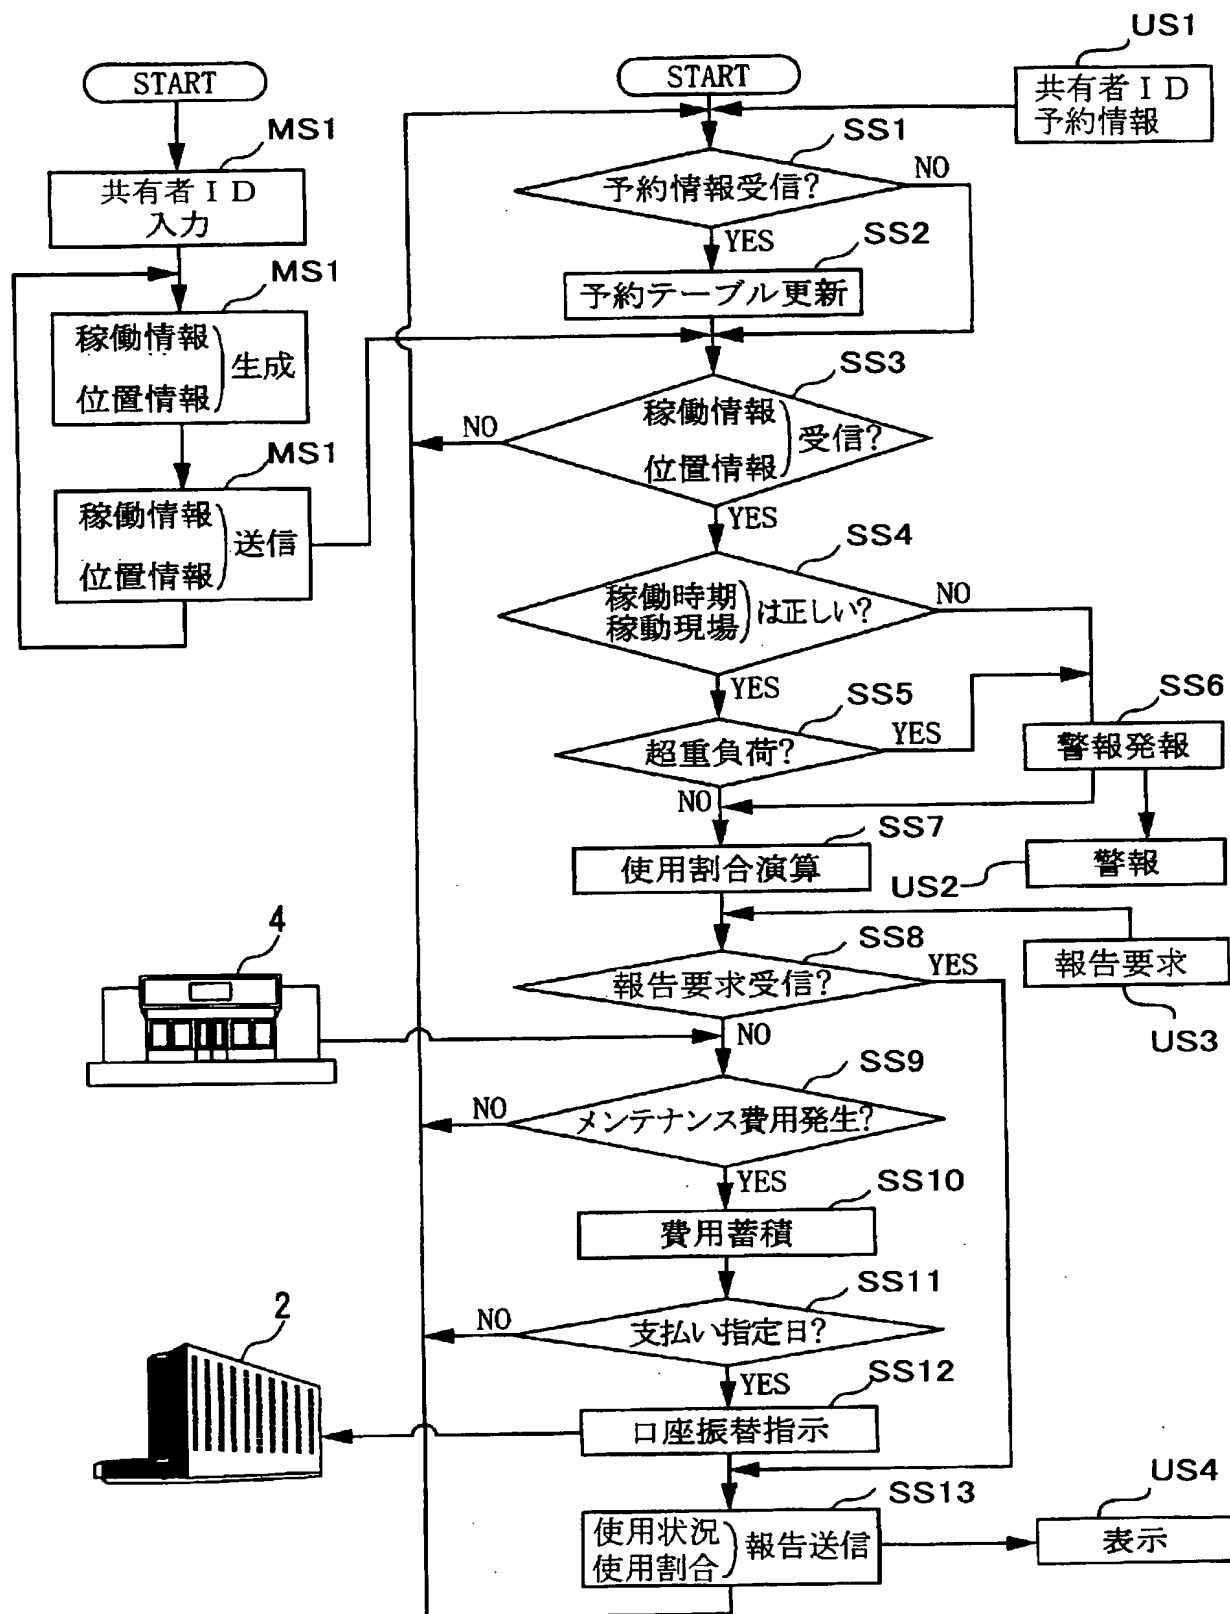 START
MS1
共有者ID
入力
MS1
稼働情報
位置情報
生成
MS1
稼働情報
位置情報
送信
START
US1
共有者ID
予約情報
SS1
予約情報受信?
NO
YES
SS2
予約テーブル更新
SS3
稼働情報
位置情報
受信?
NO
YES
SS4
稼働時期
稼動現場
は正しい?
NO
YES
SS5
超重負荷?
YES
NO
SS6
警報発報
US2
警報
SS7
使用割合演算
SS8
報告要求受信?
YES
NO
報告要求
US3
4
SS9
メンテナンス費用発生?
NO
YES
SS10
費用蓄積
SS11
支払い指定日?
NO
YES
2
SS12
口座振替指示
SS13
使用状況
使用割合
報告送信
US4
表示